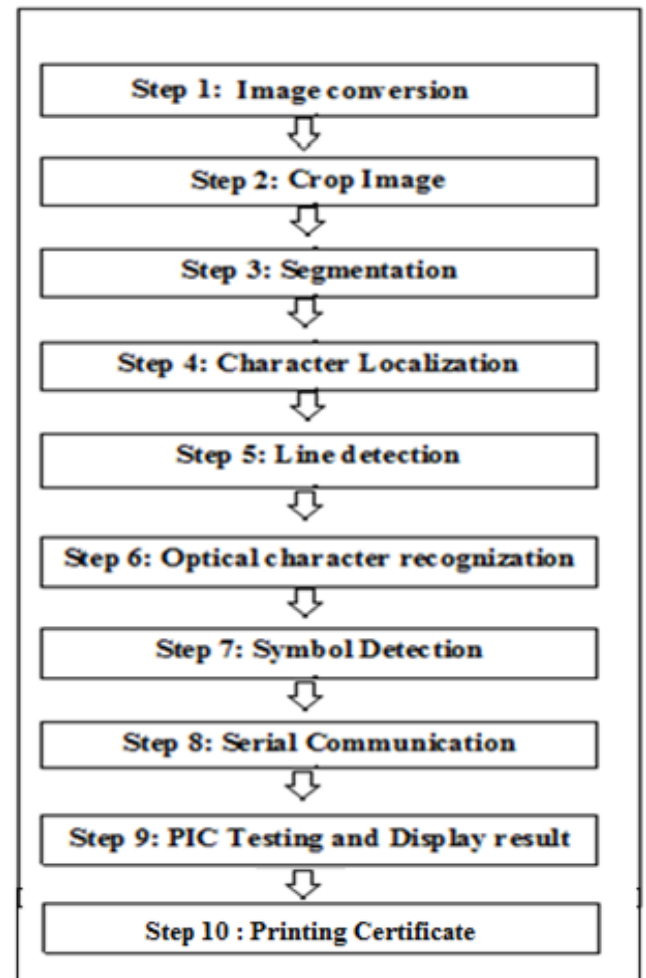 Step 1: Image conversion
Step 2: Crop Image
Step 3: Segmentation
Step 4: Character Localization
Step 5: Line detection
Step 6: Optical character recognization
Step 7: Symbol Detection
Step 8: Serial Communication
Step 9: PIC Testing and Display result
Step 10 : Printing Certificate